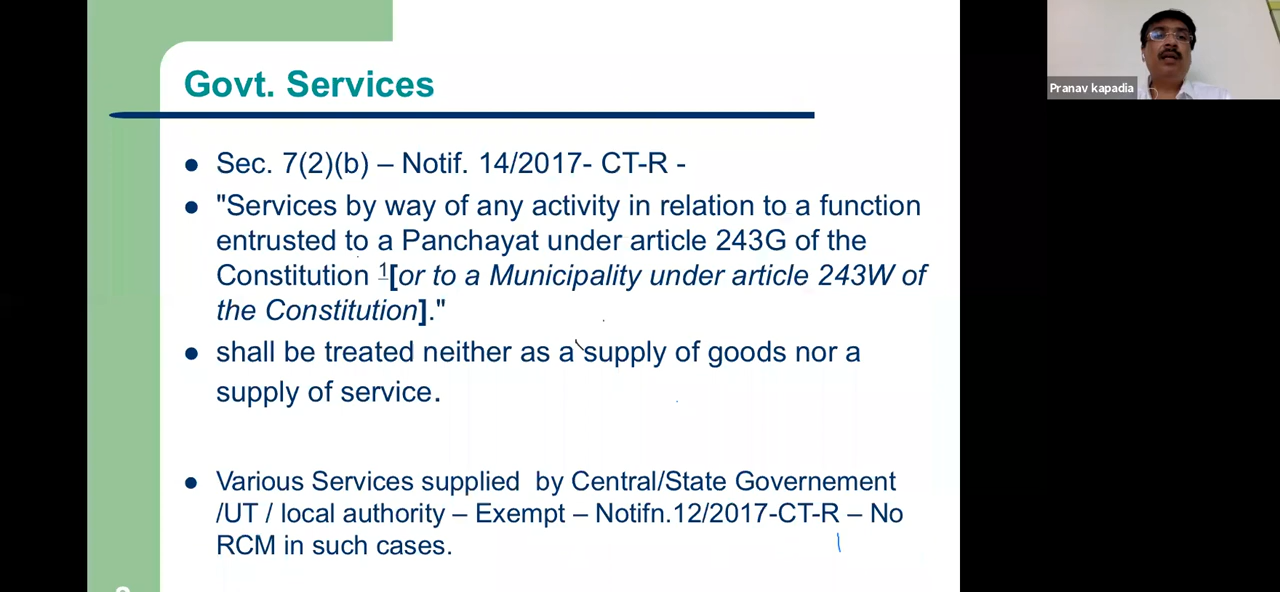 Govt. Services
● Sec. 7(2)(b) – Notif. 14/2017- CT-R -
● "Services by way of any activity in relation to a function
entrusted to a Panchayat under article 243G of the
Constitution 1[or to a Municipality under article 243W of
the Constitution]."
● shall be treated neither as a supply of goods nor a
supply of service.
● Various Services supplied by Central/State Governement
/UT / local authority – Exempt – Notifn.12/2017-CT-R – No
RCM in such cases.
Pranav kapadia